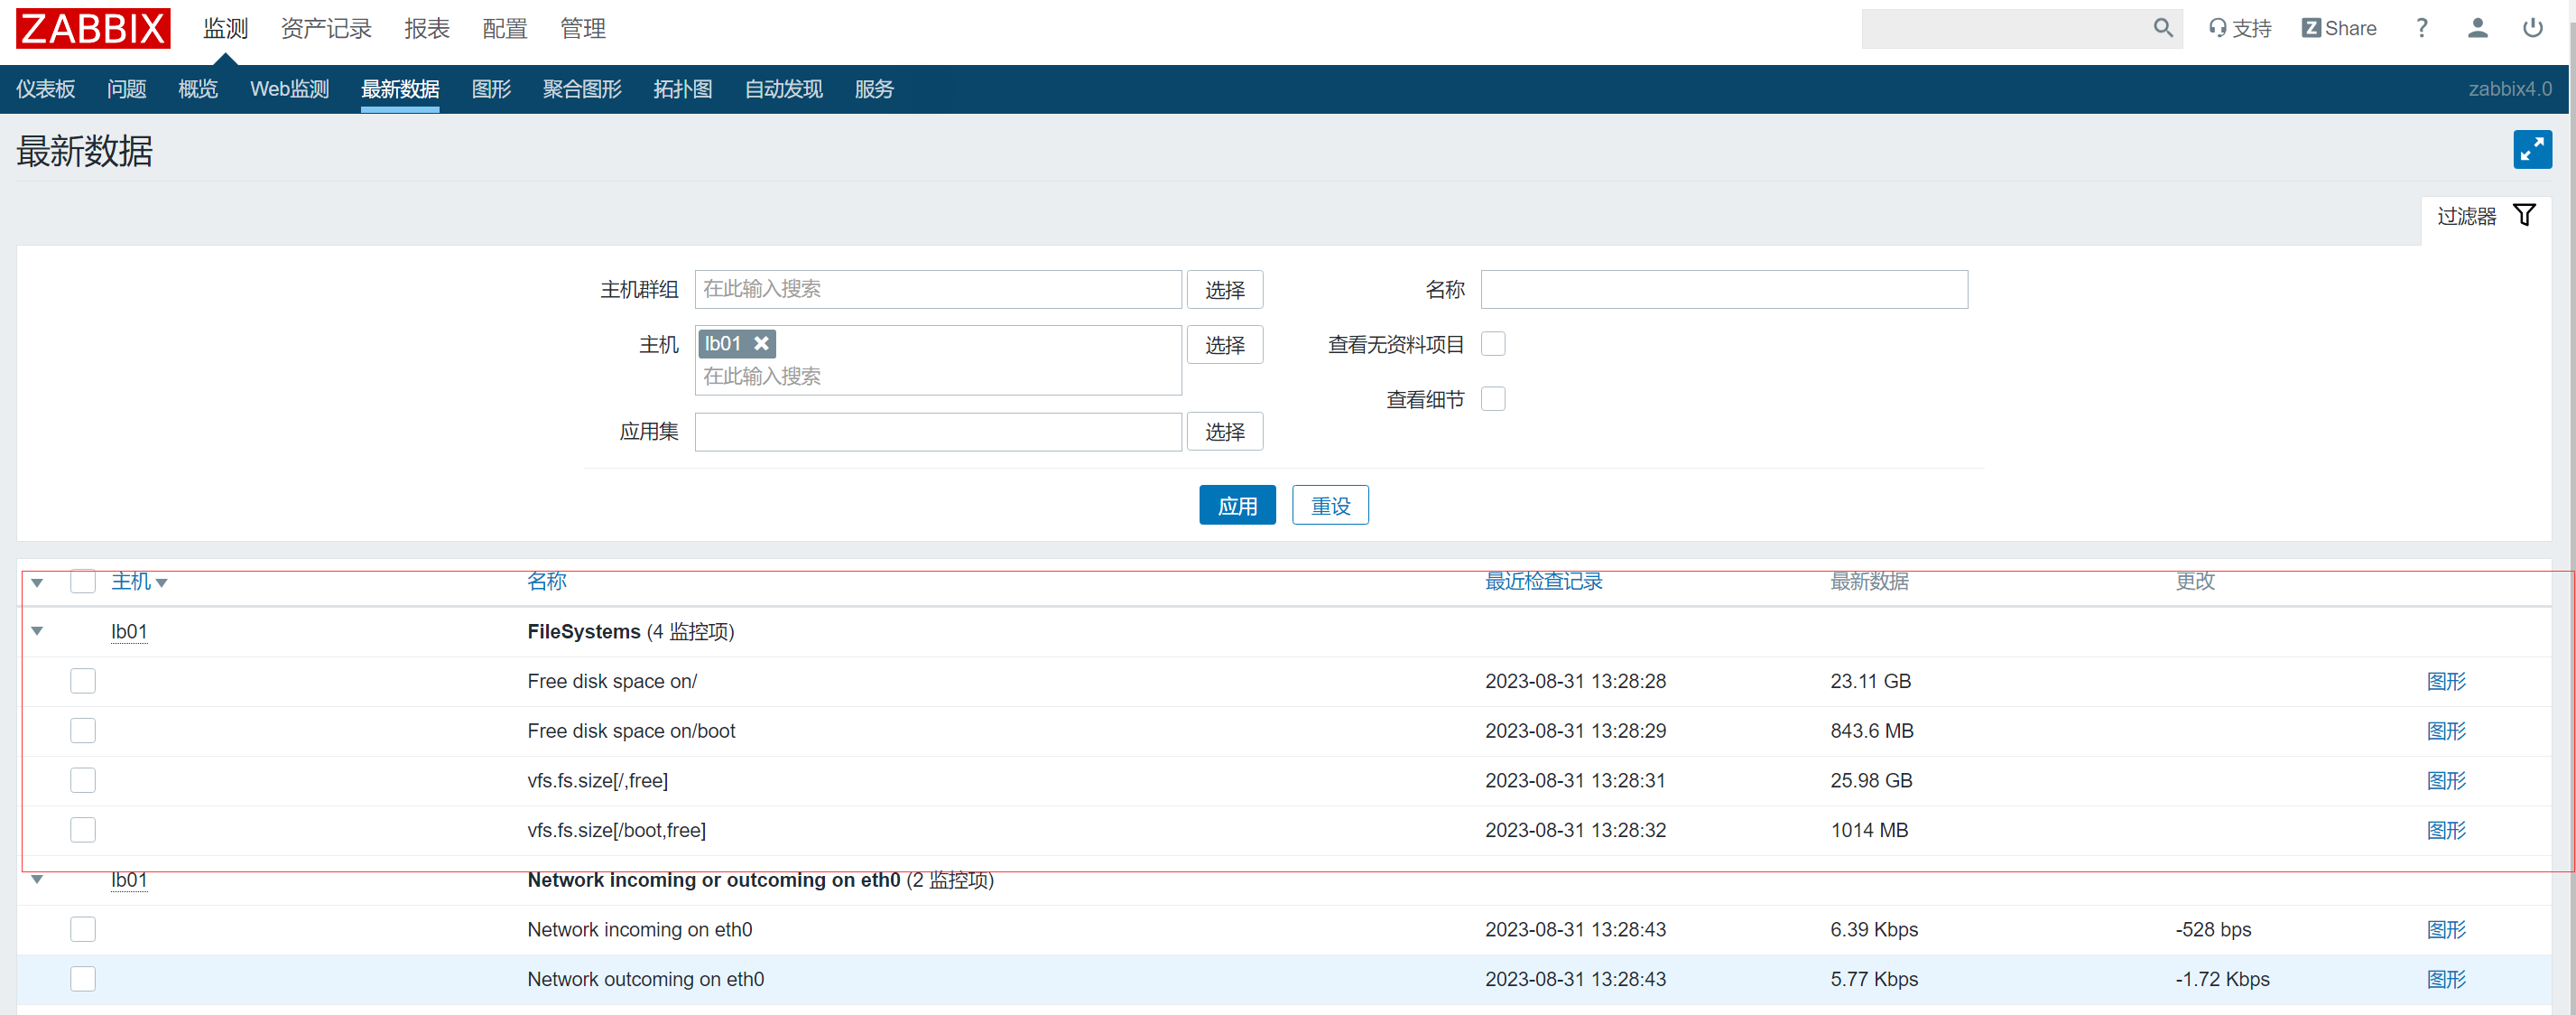 ZABBIX 监测 资产记录 报表 配置 管理 支持 Z Share ?
仪表板 问题 概览 Web监测 最新数据 图形 聚合图形 拓扑图 自动发现 服务 zabbix4.0
最新数据
过滤器
主机群组 在此输入搜索 选择 名称
主机 lb01 选择 查看无资料项目
在此输入搜索
查看细节
应用集 选择
应用 重设
主机 名称 最近检查记录 最新数据 更改
lb01 FileSystems (4 监控项)
Free disk space on/ 2023-08-31 13:28:28 23.11 GB 图形
Free disk space on/boot 2023-08-31 13:28:29 843.6 MB 图形
vfs.fs.size[/,free] 2023-08-31 13:28:31 25.98 GB 图形
vfs.fs.size[/boot,free] 2023-08-31 13:28:32 1014 MB 图形
lb01 Network incoming or outcoming on eth0 (2 监控项)
Network incoming on eth0 2023-08-31 13:28:43 6.39 Kbps -528 bps 图形
Network outcoming on eth0 2023-08-31 13:28:43 5.77 Kbps -1.72 Kbps 图形